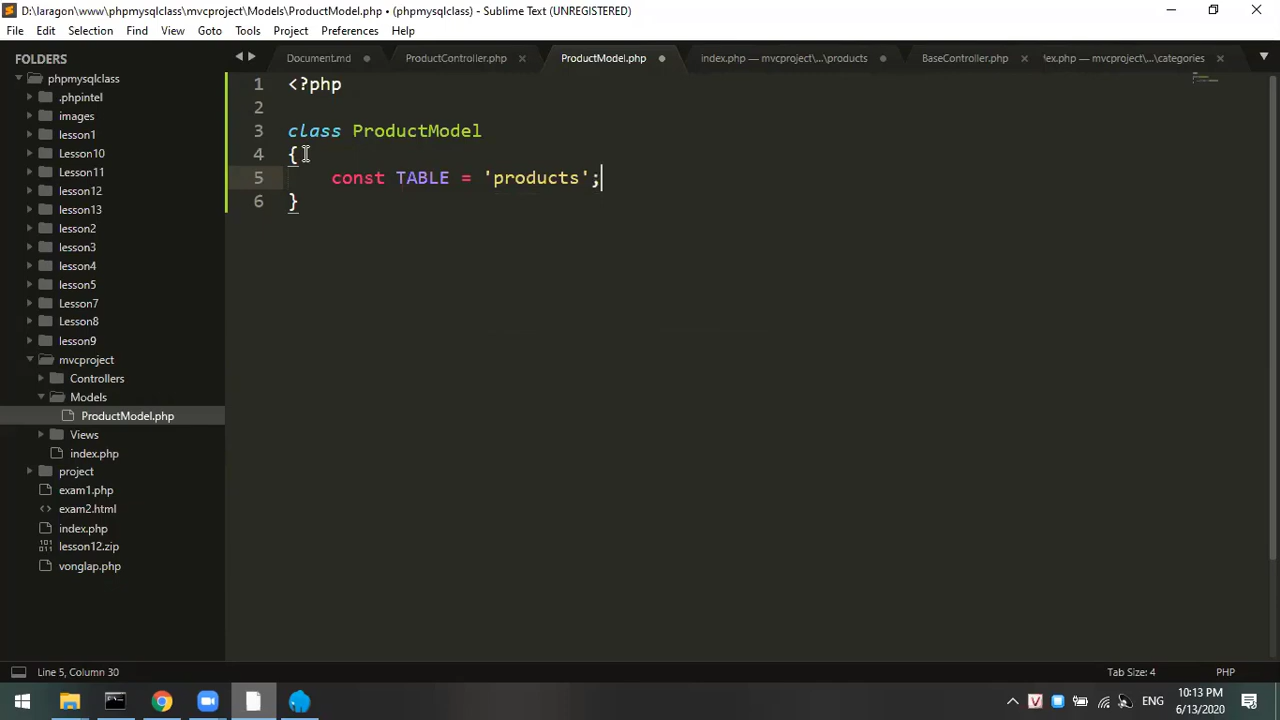 D:\laragon\www\phpmysqlclass\mvcproject\Models\ProductModel.php • (phpmysqlclass) - Sublime Text (UNREGISTERED)
File Edit Selection Find View Goto Tools Project Preferences Help
FOLDERS
phpmysqlclass
.phpintel
images
lesson1
Lesson10
Lesson11
lesson12
lesson13
lesson2
lesson3
lesson4
lesson5
Lesson7
Lesson8
lesson9
mvcproject
Controllers
Models
ProductModel.php
Views
index.php
project
exam1.php
exam2.html
index.php
lesson12.zip
vonglap.php
Document.md ProductController.php ProductModel.php index.php — mvcproject\...\products BaseController.php ex.php — mvcproject\...\categories
1 <?php
2
3 class ProductModel
4 {
5 const TABLE = 'products';
6 }
Line 5, Column 30 Tab Size: 4 PHP
ENG 10:13 PM
6/13/2020